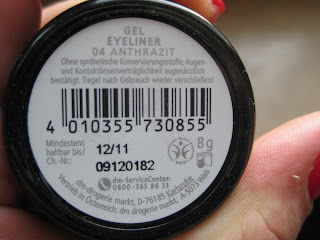 GEL
EYELINER
04 ANTHRAZIT
Ohne synthetische Konservierungsstoffe, Augen-
und Kontaktlinsenverträglichkeit augenärztlich
bestätigt. Tiegel nach Gebrauch wieder verschließen!
4 010355 730855
Mindestens
haltbar bis/ 12/11
Ch.-Nr.: 09120182
8 g
dm-ServiceCenter:
0800-365 86 33
dm-drogerie markt, D-76185 Karlsruhe
Vertrieb in Österreich: dm drogerie markt, A-5073 Wals